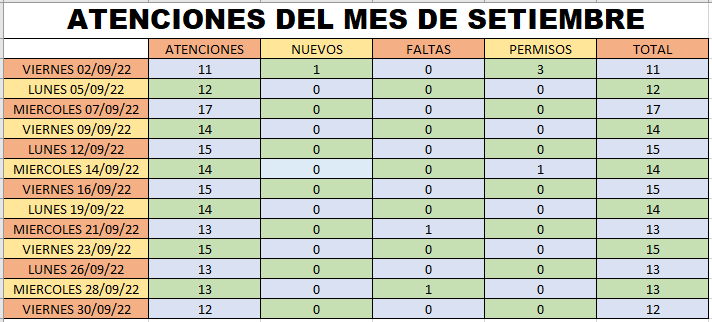 ATENCIONES DEL MES DE SETIEMBRE
ATENCIONES NUEVOS FALTAS PERMISOS TOTAL
VIERNES 02/09/22 11 1 0 3 11
LUNES 05/09/22 12 0 0 0 12
MIERCOLES 07/09/22 17 0 0 0 17
VIERNES 09/09/22 14 0 0 0 14
LUNES 12/09/22 15 0 0 0 15
MIERCOLES 14/09/22 14 0 0 1 14
VIERNES 16/09/22 15 0 0 0 15
LUNES 19/09/22 14 0 0 0 14
MIERCOLES 21/09/22 13 0 1 0 13
VIERNES 23/09/22 15 0 0 0 15
LUNES 26/09/22 13 0 0 0 13
MIERCOLES 28/09/22 13 0 1 0 13
VIERNES 30/09/22 12 0 0 0 12